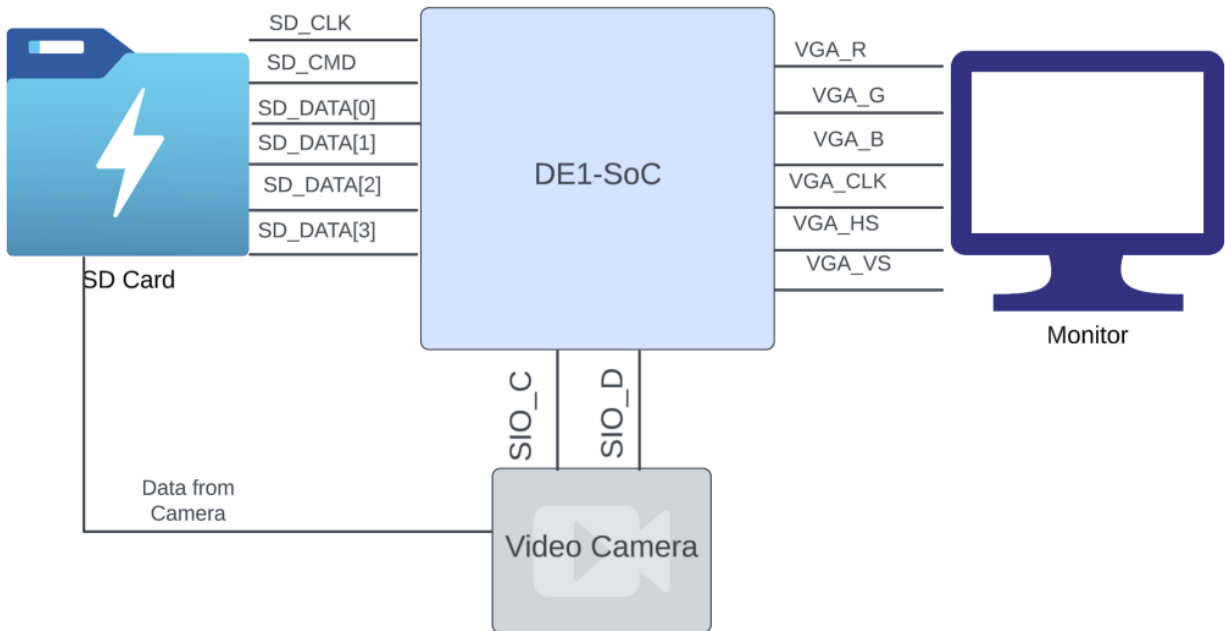 SD_CLK
SD_CMD
SD_DATA[0]
SD_DATA[1]
SD_DATA[2]
SD_DATA[3]
SD Card
DE1-SoC
VGA_R
VGA_G
VGA_B
VGA_CLK
VGA_HS
VGA_VS
Monitor
SIO_C
SIO_D
Data from
Camera
Video Camera